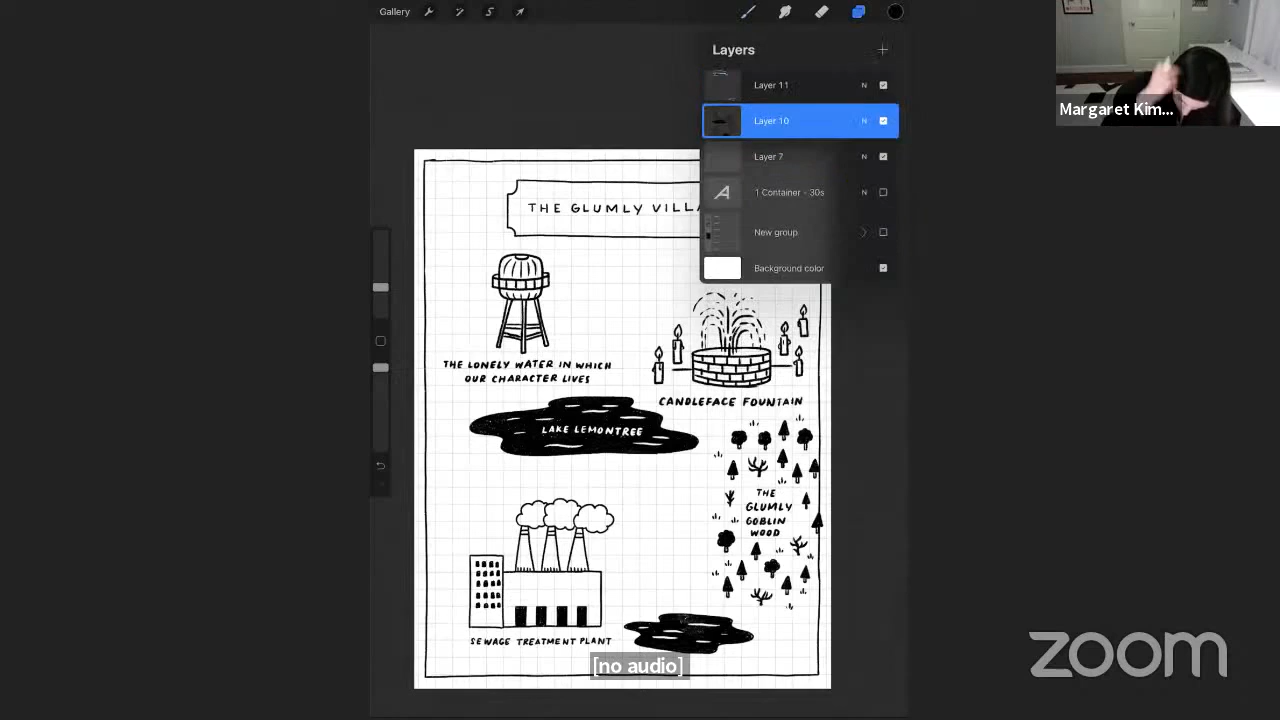 Gallery
Layers
Layer 11
N
Layer 10
N
Layer 7
N
A
1 Container - 30s
N
New group
Background color
Margaret Kim...
THE GLUMLY VILLA
THE LONELY WATER IN WHICH
OUR CHARACTER LIVES
CANDLEFACE FOUNTAIN
LAKE LEMONTREE
THE
GLUMLY
GOBLIN
WOOD
SEWAGE TREATMENT PLANT
[no audio]
zoom